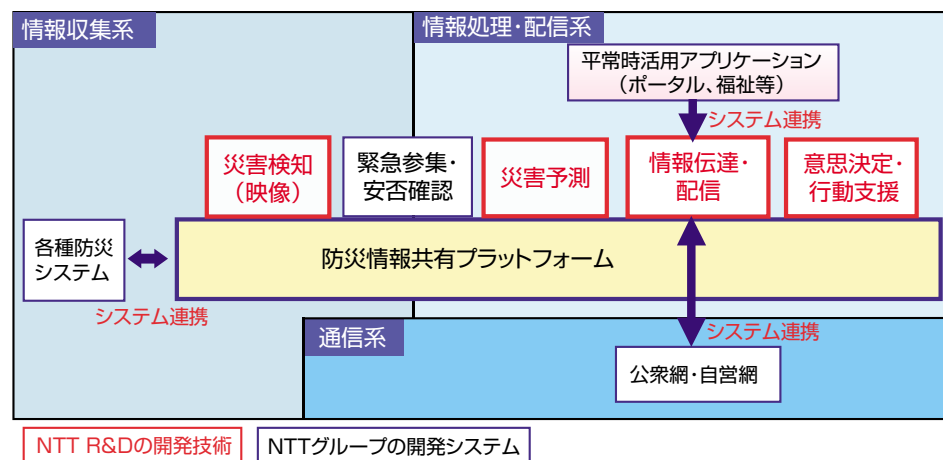 情報収集系
情報処理・配信系
平常時活用アプリケーション
（ポータル、福祉等）
システム連携
災害検知
（映像）
緊急参集・
安否確認
災害予測
情報伝達・
配信
意思決定・
行動支援
各種防災
システム
防災情報共有プラットフォーム
システム連携
システム連携
通信系
公衆網・自営網
NTT R&Dの開発技術
NTTグループの開発システム